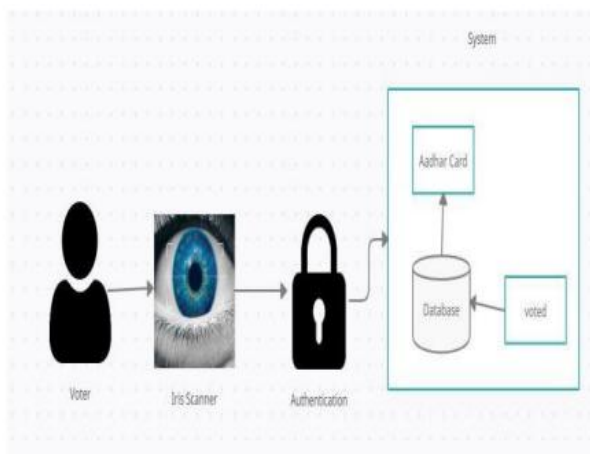 System
Aadhar Card
Database
voted
Voter
Iris Scanner
Authentication